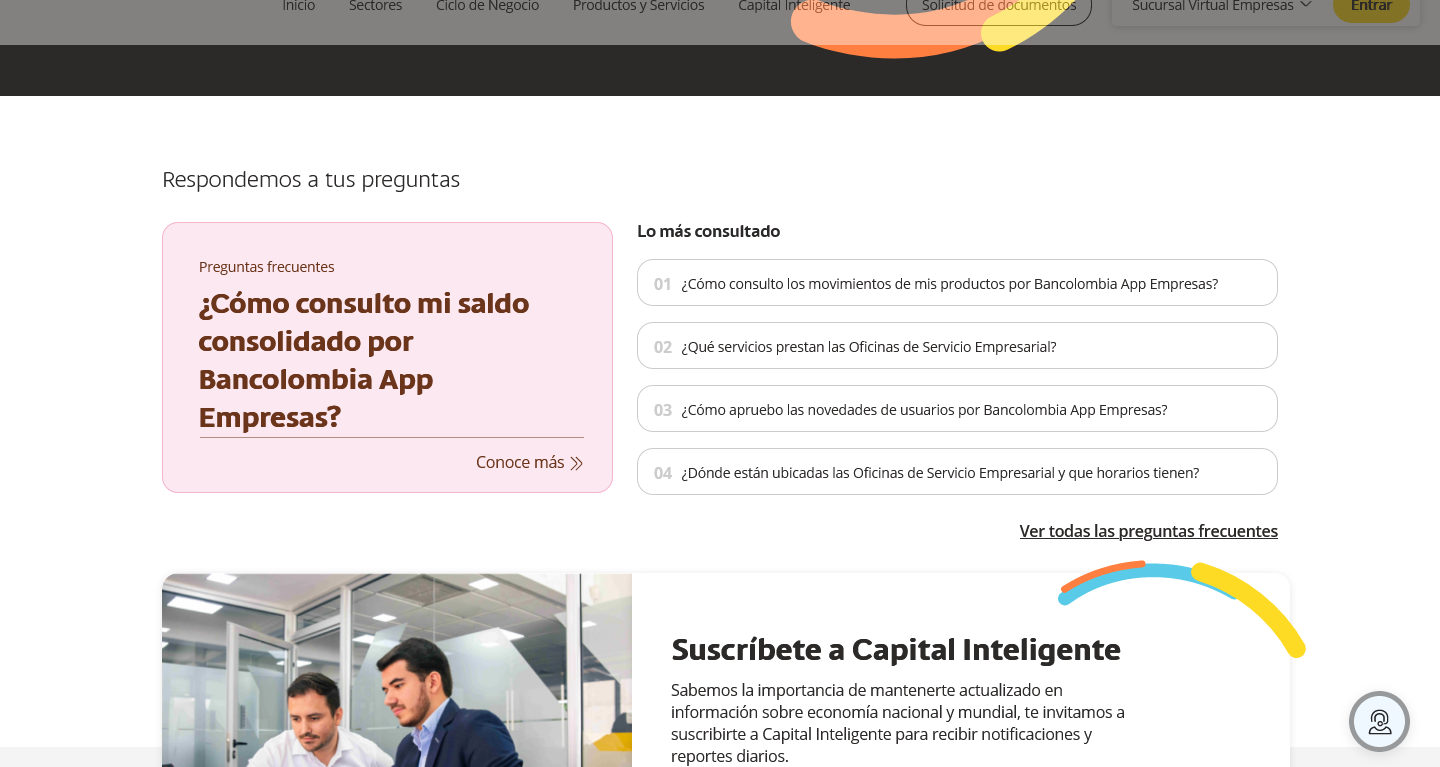 Inicio
Sectores
Ciclo de Negocio
Productos y Servicios
Capital Inteligente
Solicitud de documentos
Sucursal Virtual Empresas
Entrar
Respondemos a tus preguntas
Preguntas frecuentes
¿Cómo consulto mi saldo
consolidado por
Bancolombia App
Empresas?
Conoce más
Lo más consultado
01 ¿Cómo consulto los movimientos de mis productos por Bancolombia App Empresas?
02 ¿Qué servicios prestan las Oficinas de Servicio Empresarial?
03 ¿Cómo apruebo las novedades de usuarios por Bancolombia App Empresas?
04 ¿Dónde están ubicadas las Oficinas de Servicio Empresarial y que horarios tienen?
Ver todas las preguntas frecuentes
Suscríbete a Capital Inteligente
Sabemos la importancia de mantenerte actualizado en
información sobre economía nacional y mundial, te invitamos a
suscribirte a Capital Inteligente para recibir notificaciones y
reportes diarios.